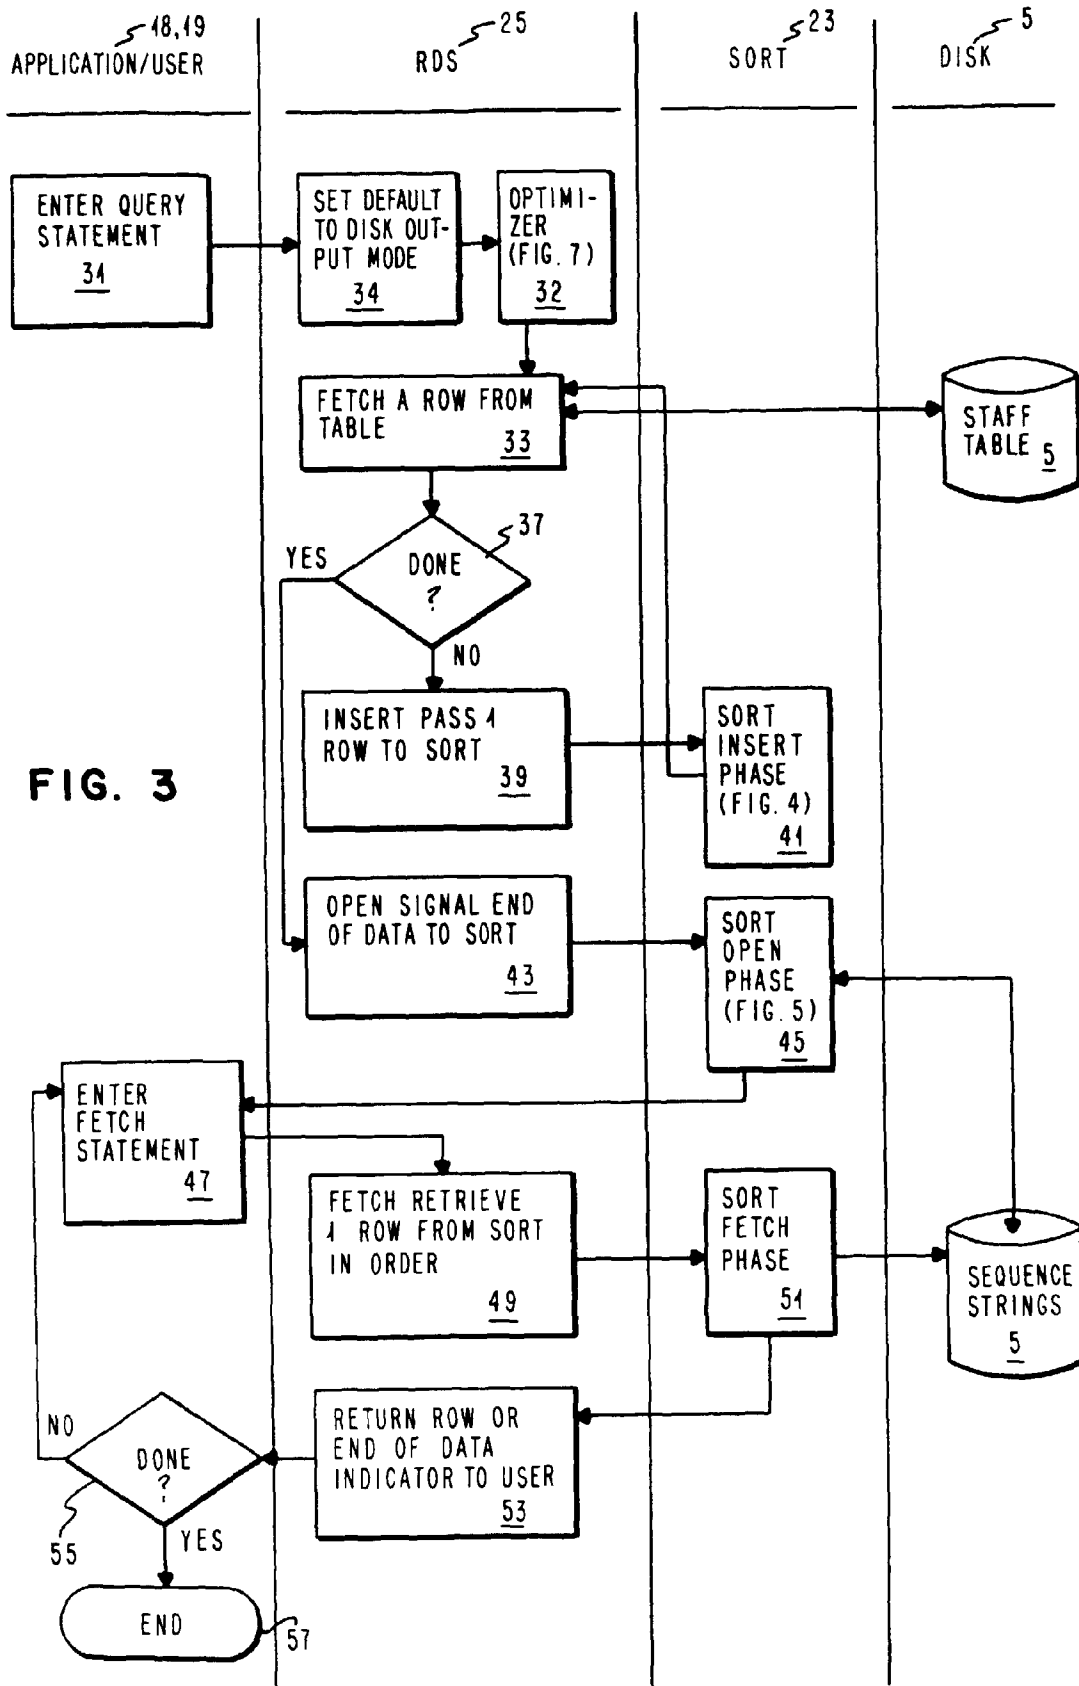 18,19
APPLICATION/USER
25
RDS
23
SORT
5
DISK
ENTER QUERY
STATEMENT
31
SET DEFAULT
TO DISK OUT-
PUT MODE
34
OPTIMI-
ZER
(FIG. 7)
32
FETCH A ROW FROM
TABLE
33
STAFF
TABLE 5
37
YES
DONE
?
NO
INSERT PASS 1
ROW TO SORT
39
SORT
INSERT
PHASE
(FIG. 4)
41
FIG. 3
OPEN SIGNAL END
OF DATA TO SORT
43
SORT
OPEN
PHASE
(FIG. 5)
45
ENTER
FETCH
STATEMENT
47
FETCH RETRIEVE
1 ROW FROM SORT
IN ORDER
49
SORT
FETCH
PHASE
51
SEQUENCE
STRINGS
5
NO
DONE
?
55
YES
RETURN ROW OR
END OF DATA
INDICATOR TO USER
53
END
57